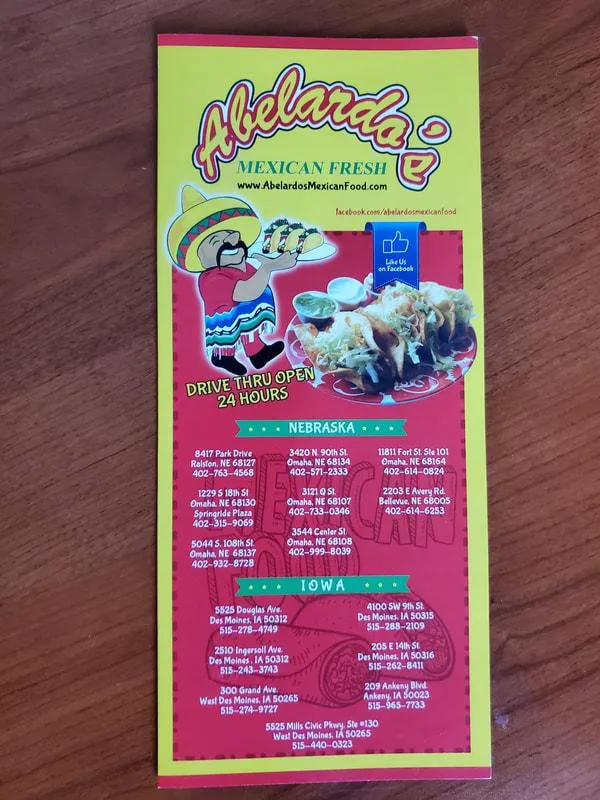 Abelardo's
MEXICAN FRESH
www.AbelardosMexicanFood.com
facebook.com/abelardosmexicanfood
Like Us
on Facebook
DRIVE THRU OPEN
24 HOURS
NEBRASKA
8417 Park Drive
Ralston, NE 68127
402-763-4568
3420 N. 90th St.
Omaha, NE 68134
402-571-2333
11811 Fort St. Ste 101
Omaha, NE 68164
402-614-0824
1229 S 18th St
Omaha, NE 68130
Springride Plaza
402-315-9069
3121 Q St.
Omaha, NE 68107
402-733-0346
2203 E Avery Rd.
Bellevue, NE 68005
402-614-6253
5044 S. 108th St.
Omaha, NE 68137
402-932-8728
3544 Center St.
Omaha, NE 68108
402-999-8039
MEXICAN
FOOD
IOWA
5525 Douglas Ave.
Des Moines, IA 50312
515-278-4749
4100 SW 9th St.
Des Moines, IA 50315
515-288-2109
2510 Ingersoll Ave.
Des Moines, IA 50312
515-243-3743
205 E 14th St.
Des Moines, IA 50316
515-262-8411
300 Grand Ave.
West Des Moines, IA 50265
515-274-9727
209 Ankeny Blvd.
Ankeny, IA 50023
515-965-7733
5525 Mills Civic Pkwy. Ste #130
West Des Moines, IA 50265
515-440-0323